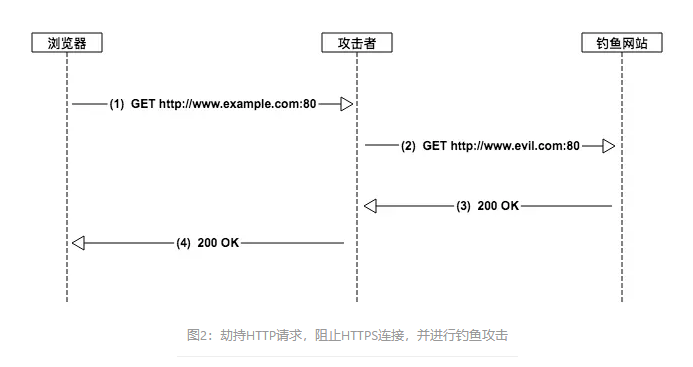 浏览器 攻击者 钓鱼网站
(1) GET http://www.example.com:80
(2) GET http://www.evil.com:80
(3) 200 OK
(4) 200 OK
图2：劫持HTTP请求，阻止HTTPS连接，并进行钓鱼攻击